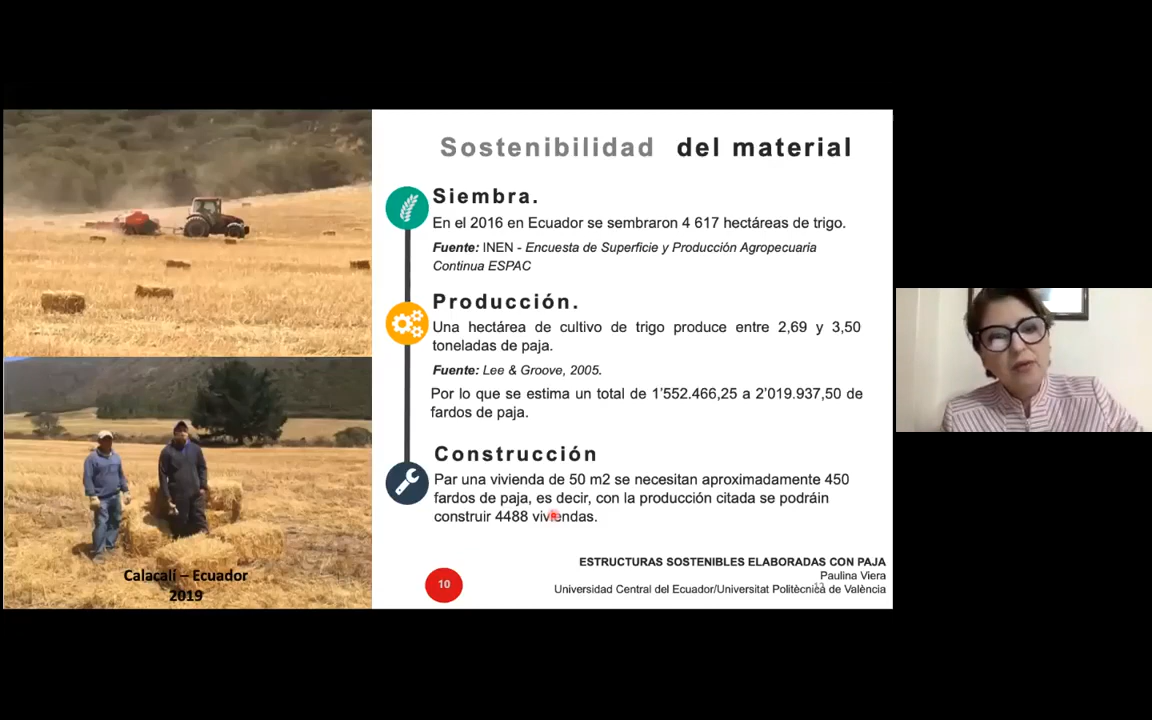 Sostenibilidad del material
Siembra.
En el 2016 en Ecuador se sembraron 4 617 hectáreas de trigo.
Fuente: INEN - Encuesta de Superficie y Producción Agropecuaria
Continua ESPAC
Producción.
Una hectárea de cultivo de trigo produce entre 2,69 y 3,50
toneladas de paja.
Fuente: Lee & Groove, 2005.
Por lo que se estima un total de 1’552.466,25 a 2’019.937,50 de
fardos de paja.
Construcción
Par una vivienda de 50 m2 se necesitan aproximadamente 450
fardos de paja, es decir, con la producción citada se podráin
construir 4488 viviendas.
Calacalí – Ecuador
2019
10
ESTRUCTURAS SOSTENIBLES ELABORADAS CON PAJA
Paulina Viera
12
Universidad Central del Ecuador/Universitat Politècnica de València